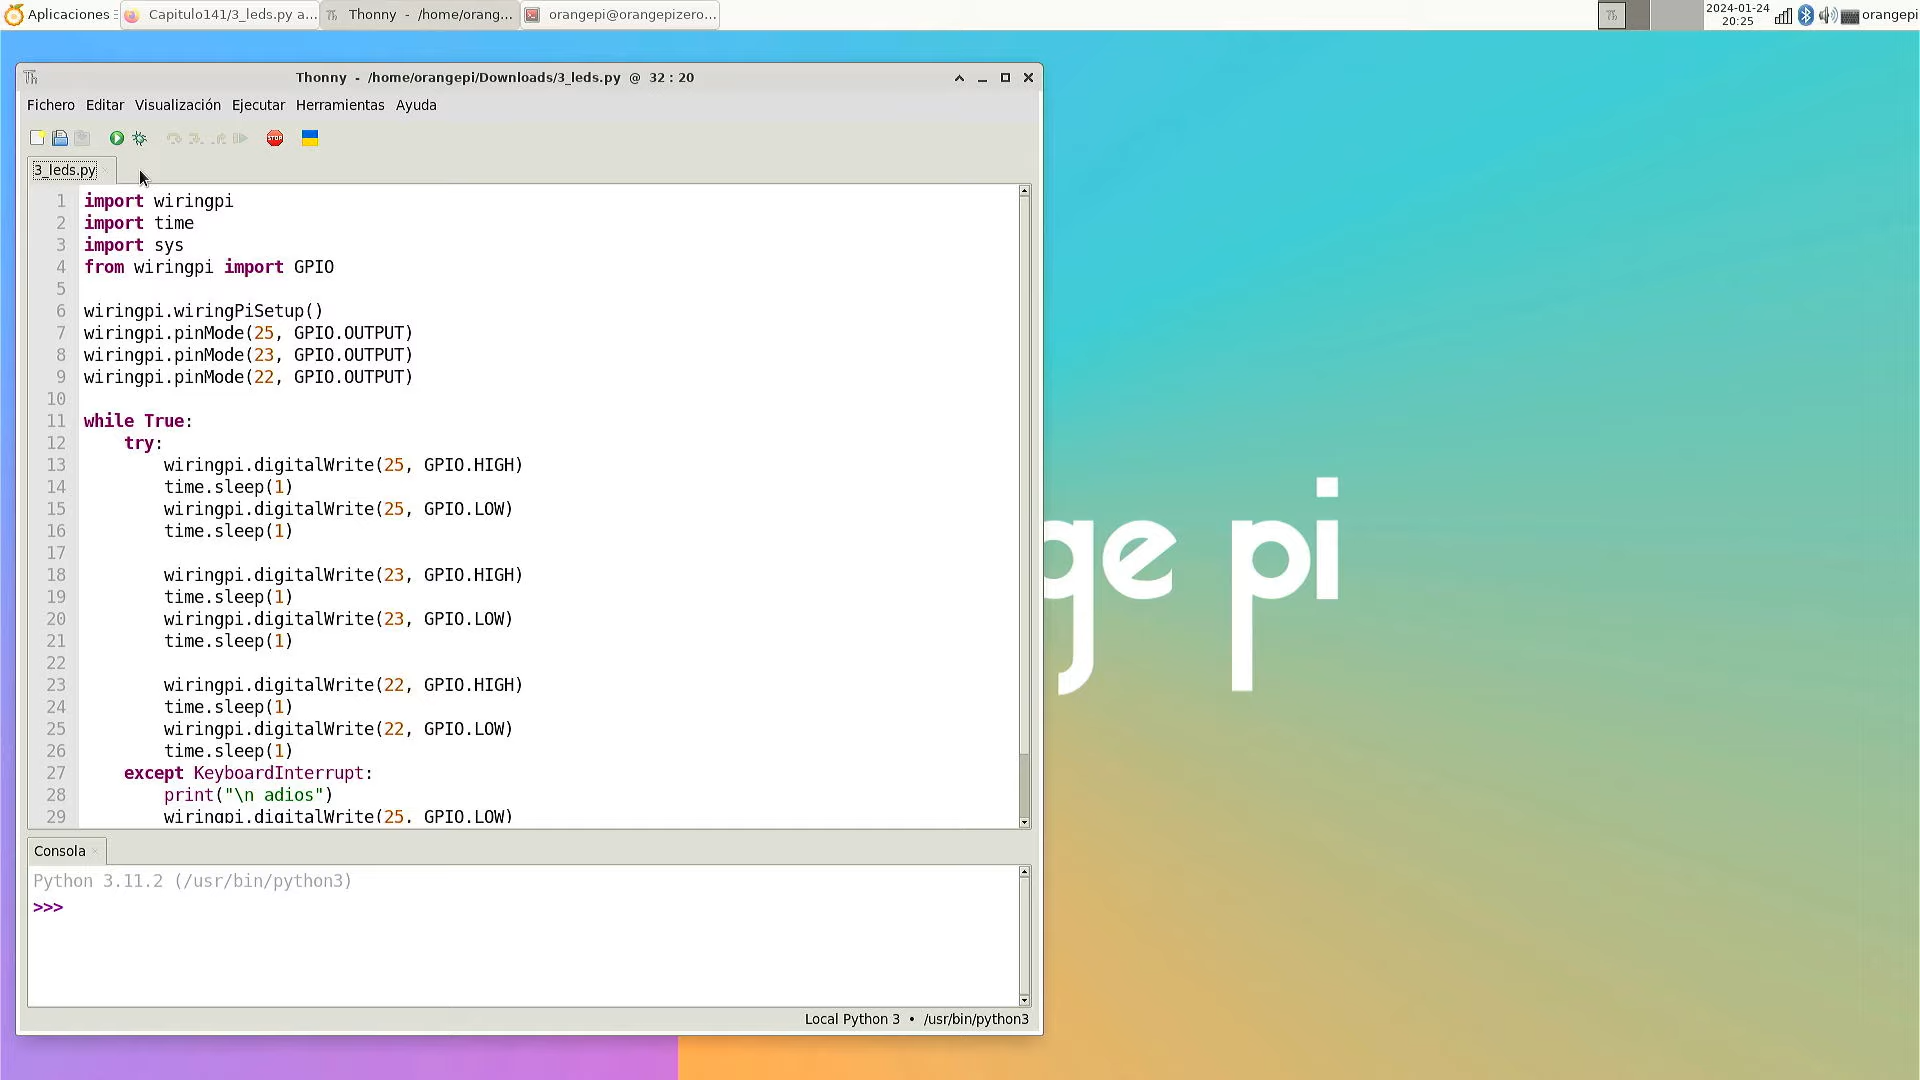 Aplicaciones
Capitulo141/3_leds.py a...
Thonny - /home/orang...
orangepi@orangepizero...
2024-01-24
20:25
orangepi
Thonny - /home/orangepi/Downloads/3_leds.py @ 32 : 20
Fichero Editar Visualización Ejecutar Herramientas Ayuda
STOP
3_leds.py
1 import wiringpi
2 import time
3 import sys
4 from wiringpi import GPIO
5
6 wiringpi.wiringPiSetup()
7 wiringpi.pinMode(25, GPIO.OUTPUT)
8 wiringpi.pinMode(23, GPIO.OUTPUT)
9 wiringpi.pinMode(22, GPIO.OUTPUT)
10
11 while True:
12     try:
13         wiringpi.digitalWrite(25, GPIO.HIGH)
14         time.sleep(1)
15         wiringpi.digitalWrite(25, GPIO.LOW)
16         time.sleep(1)
17
18         wiringpi.digitalWrite(23, GPIO.HIGH)
19         time.sleep(1)
20         wiringpi.digitalWrite(23, GPIO.LOW)
21         time.sleep(1)
22
23         wiringpi.digitalWrite(22, GPIO.HIGH)
24         time.sleep(1)
25         wiringpi.digitalWrite(22, GPIO.LOW)
26         time.sleep(1)
27     except KeyboardInterrupt:
28         print("\n adios")
29         wiringpi.digitalWrite(25, GPIO.LOW)
ge pi
Consola
Python 3.11.2 (/usr/bin/python3)
>>>
Local Python 3 • /usr/bin/python3